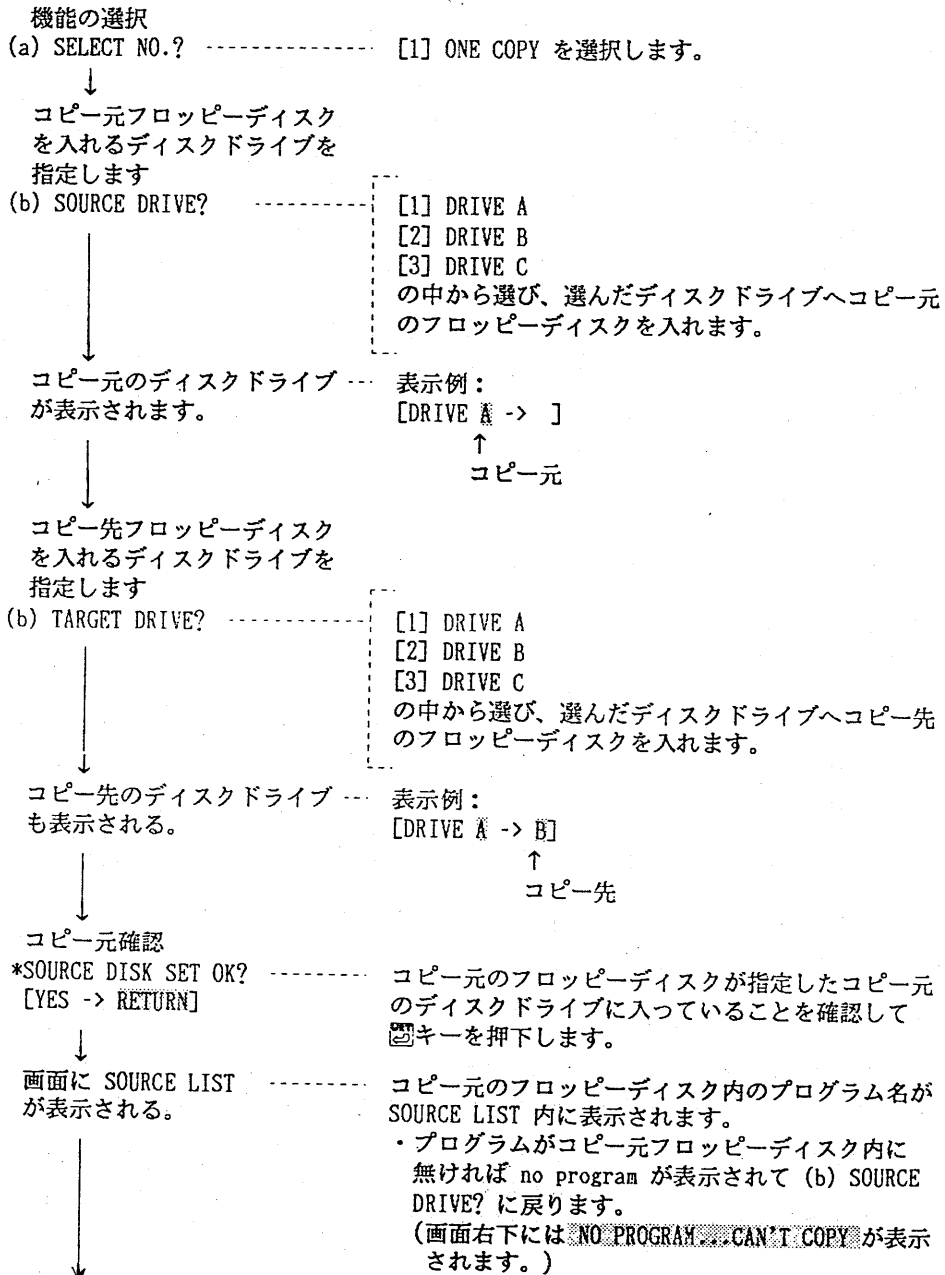 機能の選択
(a) SELECT NO.? ---------------- [1] ONE COPY を選択します。
↓
コピー元フロッピーディスク
を入れるディスクドライブを
指定します
(b) SOURCE DRIVE? ----------
[1] DRIVE A
[2] DRIVE B
[3] DRIVE C
の中から選び、選んだディスクドライブへコピー元
のフロッピーディスクを入れます。
↓
コピー元のディスクドライブ --- 表示例：
が表示されます。 [DRIVE A -> ]
↑
コピー元
↓
コピー先フロッピーディスク
を入れるディスクドライブを
指定します
(b) TARGET DRIVE? ------------
[1] DRIVE A
[2] DRIVE B
[3] DRIVE C
の中から選び、選んだディスクドライブへコピー先
のフロッピーディスクを入れます。
↓
コピー先のディスクドライブ --- 表示例：
も表示される。 [DRIVE A -> B]
↑
コピー先
↓
コピー元確認
*SOURCE DISK SET OK? --------- コピー元のフロッピーディスクが指定したコピー元
[YES -> RETURN] のディスクドライブに入っていることを確認して
キーを押下します。
↓
画面に SOURCE LIST --------- コピー元のフロッピーディスク内のプログラム名が
が表示される。 SOURCE LIST 内に表示されます。
・プログラムがコピー元フロッピーディスク内に
無ければ no program が表示されて (b) SOURCE
DRIVE? に戻ります。
(画面右下には NO PROGRAM...CAN'T COPY が表示
されます。)
↓